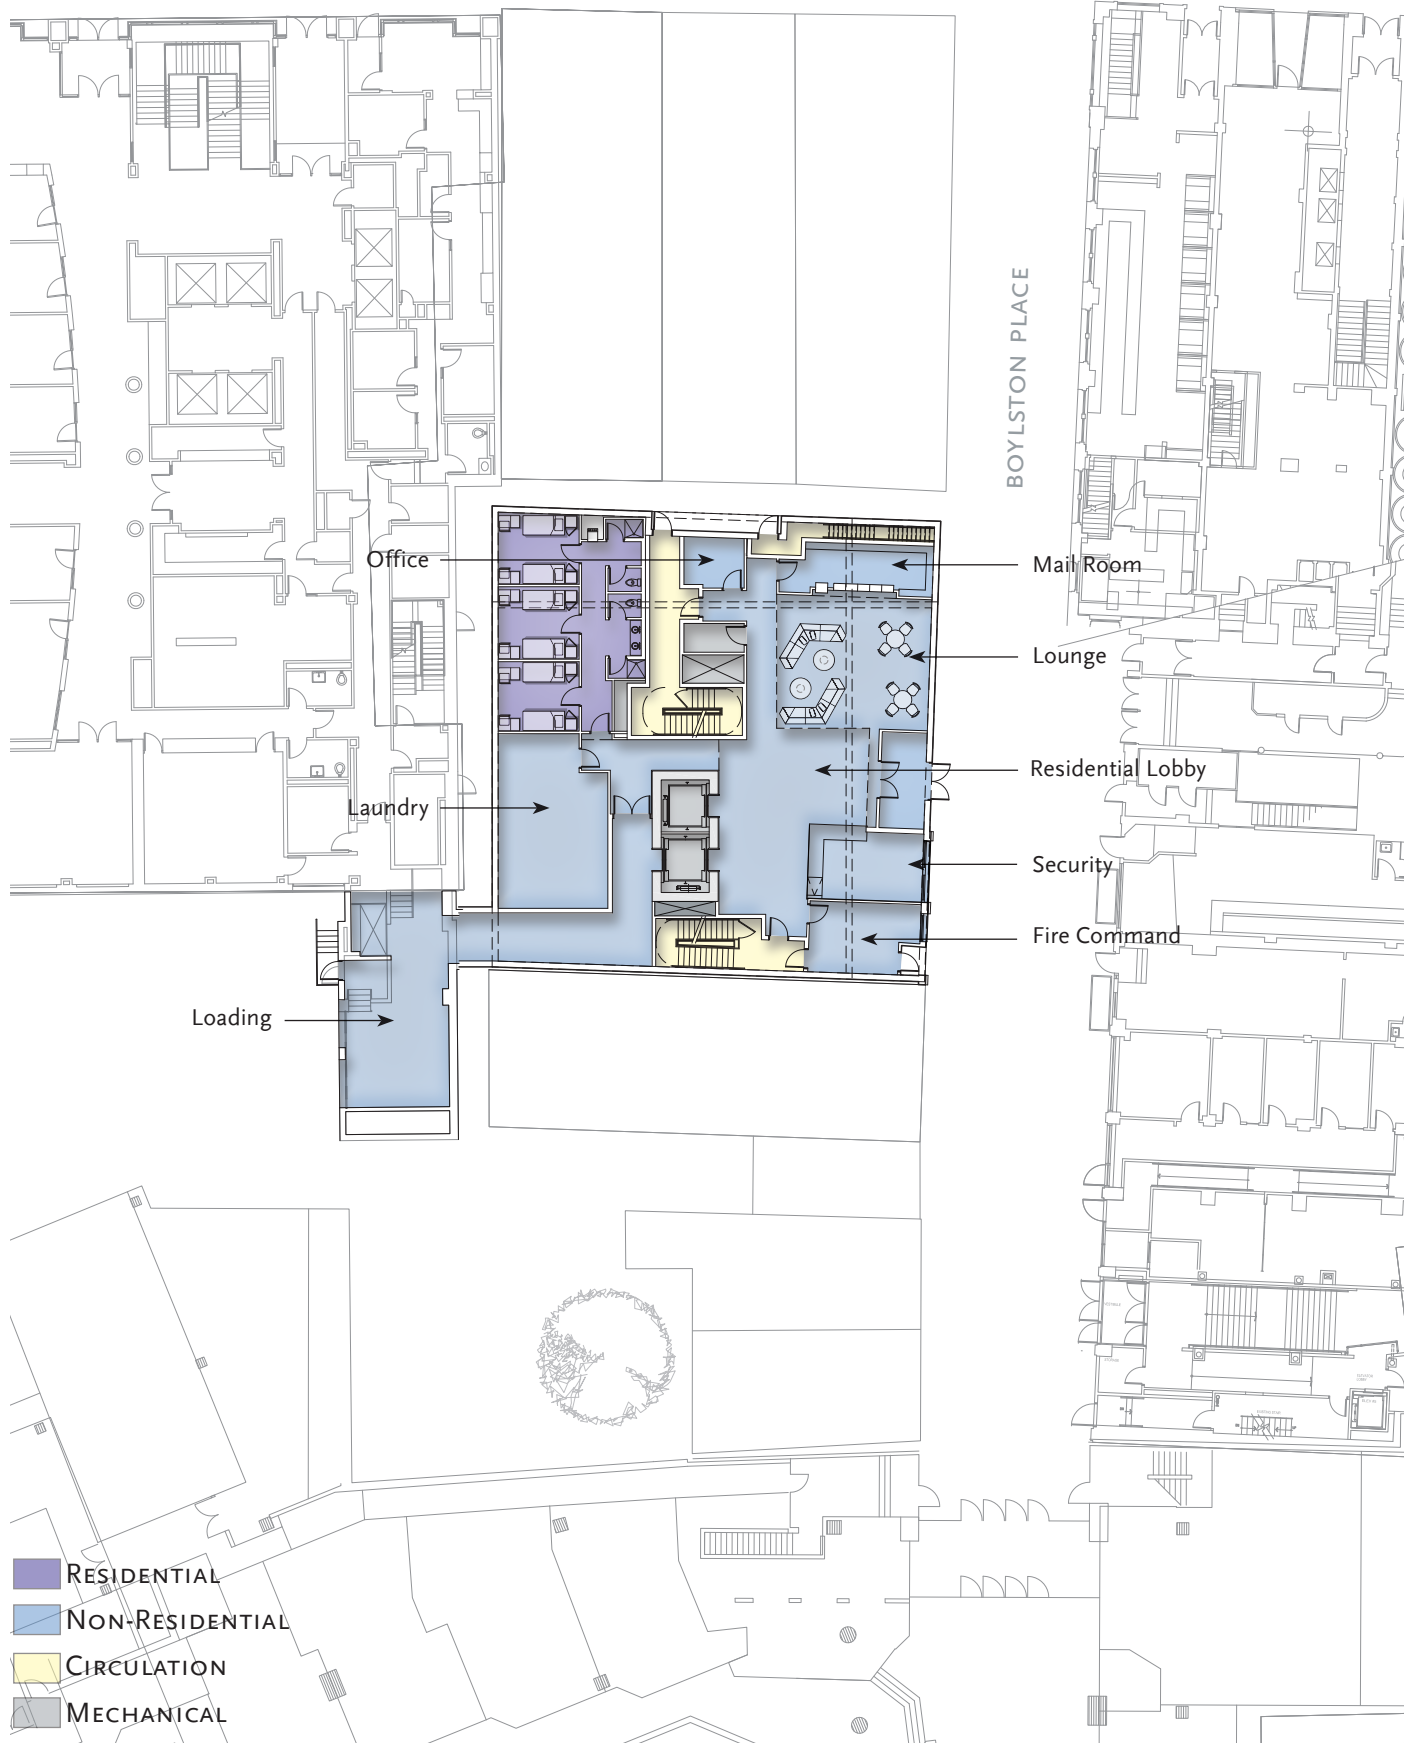 BOYLSTON PLACE
Office
Mail Room
Lounge
Residential Lobby
Laundry
Security
Fire Command
Loading
RESIDENTIAL
NON-RESIDENTIAL
CIRCULATION
MECHANICAL